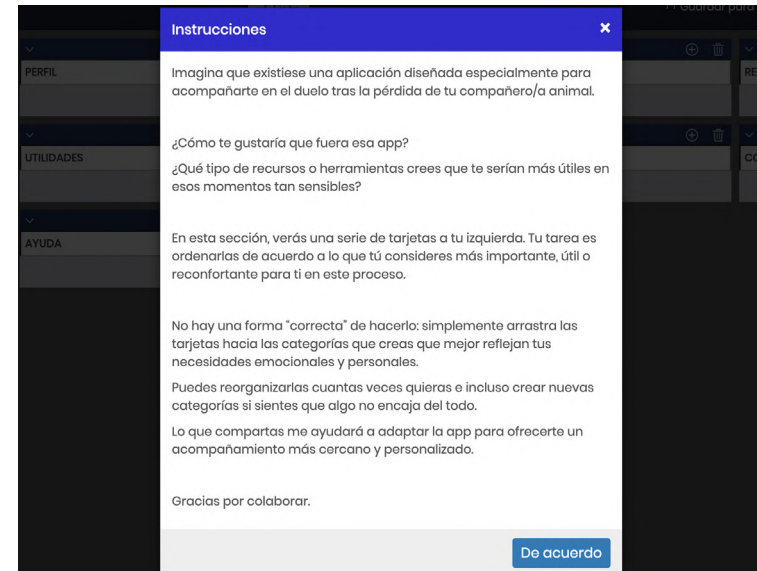 Guardar para
Instrucciones
PERFIL
RE
UTILIDADES
CO
AYUDA
Imagina que existiese una aplicación diseñada especialmente para
acompañarte en el duelo tras la pérdida de tu compañero/a animal.
¿Cómo te gustaría que fuera esa app?
¿Qué tipo de recursos o herramientas crees que te serían más útiles en
esos momentos tan sensibles?
En esta sección, verás una serie de tarjetas a tu izquierda. Tu tarea es
ordenarlas de acuerdo a lo que tú consideres más importante, útil o
reconfortante para ti en este proceso.
No hay una forma "correcta" de hacerlo: simplemente arrastra las
tarjetas hacia las categorías que creas que mejor reflejan tus
necesidades emocionales y personales.
Puedes reorganizarlas cuantas veces quieras e incluso crear nuevas
categorías si sientes que algo no encaja del todo.
Lo que compartas me ayudará a adaptar la app para ofrecerte un
acompañamiento más cercano y personalizado.
Gracias por colaborar.
De acuerdo